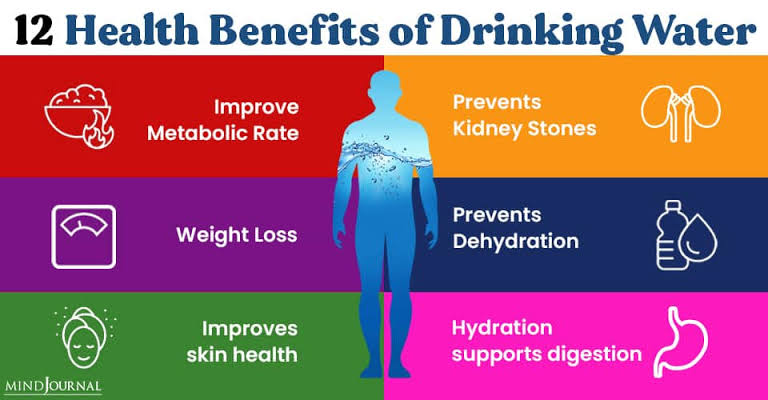 12 Health Benefits of Drinking Water
Improve
Metabolic Rate
Prevents
Kidney Stones
Weight Loss
Prevents
Dehydration
Improves
skin health
Hydration
supports digestion
MINDJOURNAL